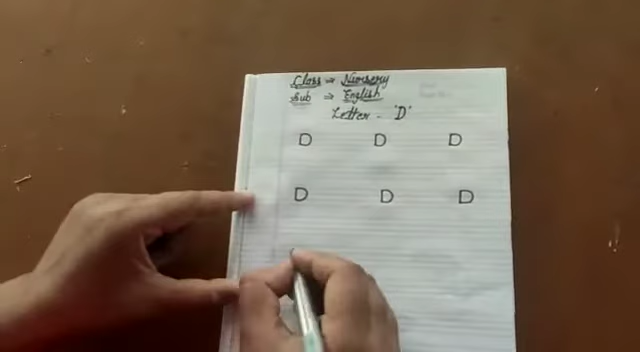 Class ⇒ Nursery
Sub ⇒ English
Letter - 'D'
D D D
D D D